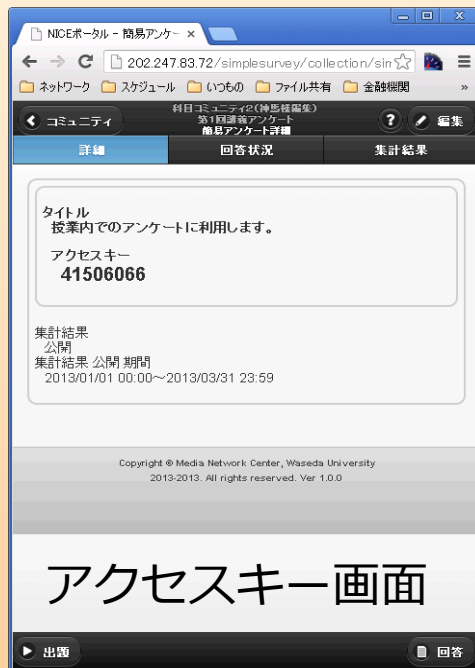 NICEポータル - 簡易アンケー ×
202.247.83.72/simplesurvey/collection/sim
ネットワーク スケジュール いつもの ファイル共有 金融機関 »
コミュニティ
科目コミュニティ2(神馬様編集)
第1回講義アンケート
簡易アンケート詳細
? 編集
詳細 回答状況 集計結果
タイトル
授業内でのアンケートに利用します。
アクセスキー
41506066
集計結果
公開
集計結果 公開 期間
2013/01/01 00:00~2013/03/31 23:59
Copyright © Media Network Center, Waseda University
2013-2013. All rights reserved. Ver 1.0.0
アクセスキー画面
出題 回答